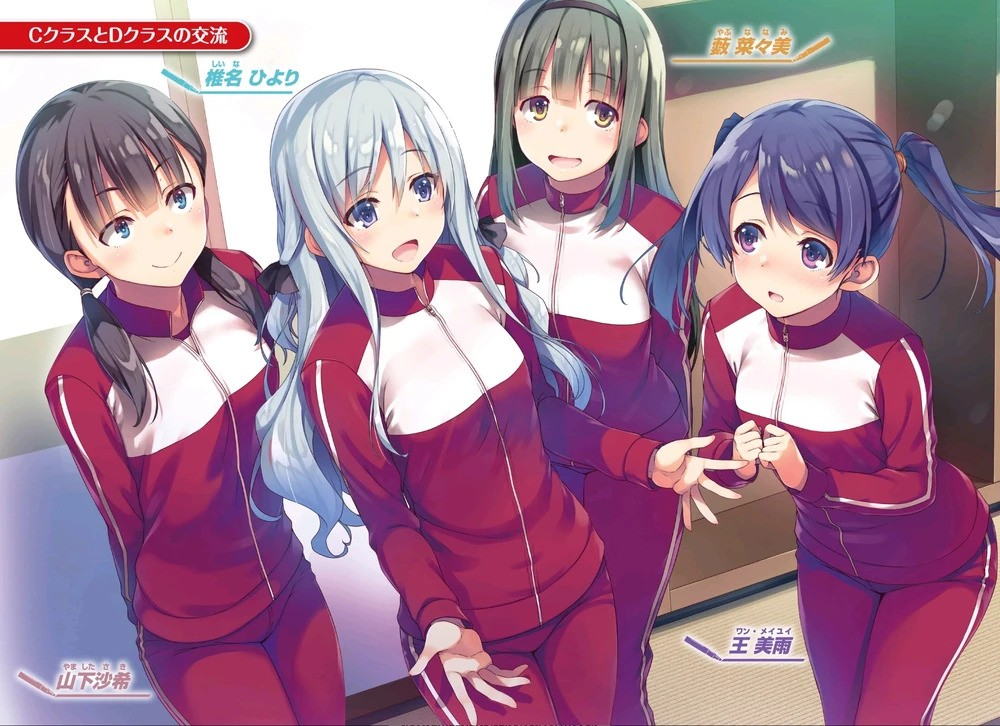 CクラスとDクラスの交流
しいな
椎名 ひより
やぶ ななみ
藪 菜々美
ワン・メイユイ
王 美雨
やました さき
山下沙希